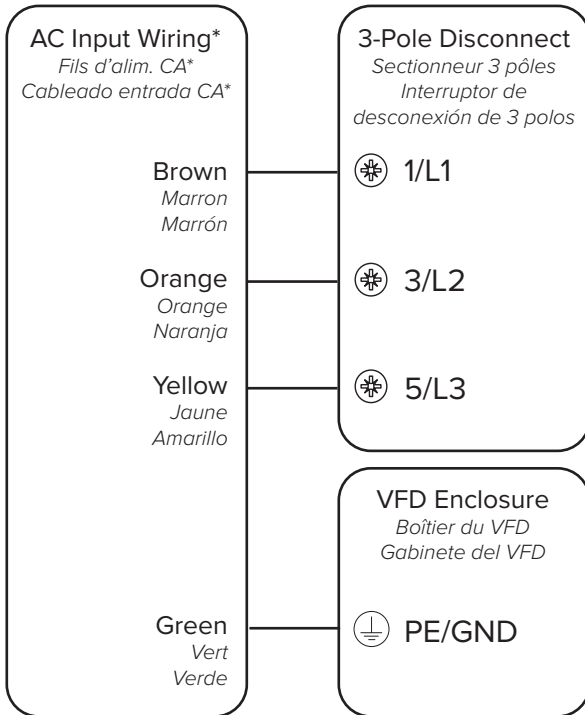 AC Input Wiring*
Fils d'alim. CA*
Cableado entrada CA*
Brown
Marron
Marrón
Orange
Orange
Naranja
Yellow
Jaune
Amarillo
Green
Vert
Verde
3-Pole Disconnect
Sectionneur 3 pôles
Interruptor de
desconexión de 3 polos
1/L1
3/L2
5/L3
VFD Enclosure
Boîtier du VFD
Gabinete del VFD
PE/GND